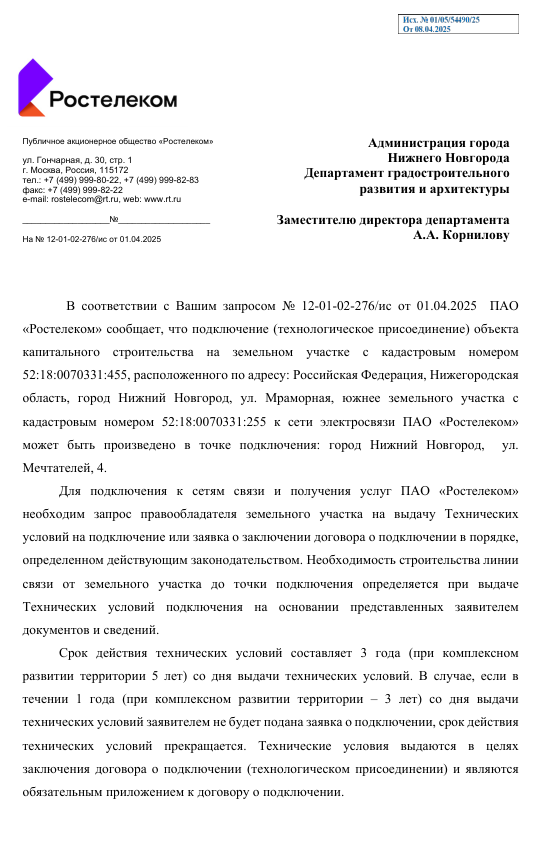 Исх. № 01/05/54490/25
От 08.04.2025
Ростелеком
Публичное акционерное общество «Ростелеком»
ул. Гончарная, д. 30, стр. 1
г. Москва, Россия, 115172
тел.: +7 (499) 999-80-22, +7 (499) 999-82-83
факс: +7 (499) 999-82-22
e-mail: rostelecom@rt.ru, web: www.rt.ru
____________________№_____________________
На № 12-01-02-276/ис от 01.04.2025
Администрация города
Нижнего Новгорода
Департамент градостроительного
развития и архитектуры
Заместителю директора департамента
А.А. Корнилову
В соответствии с Вашим запросом № 12-01-02-276/ис от 01.04.2025 ПАО
«Ростелеком» сообщает, что подключение (технологическое присоединение) объекта
капитального строительства на земельном участке с кадастровым номером
52:18:0070331:455, расположенного по адресу: Российская Федерация, Нижегородская
область, город Нижний Новгород, ул. Мраморная, южнее земельного участка с
кадастровым номером 52:18:0070331:255 к сети электросвязи ПАО «Ростелеком»
может быть произведено в точке подключения: город Нижний Новгород, ул.
Мечтателей, 4.
Для подключения к сетям связи и получения услуг ПАО «Ростелеком»
необходим запрос правообладателя земельного участка на выдачу Технических
условий на подключение или заявка о заключении договора о подключении в порядке,
определенном действующим законодательством. Необходимость строительства линии
связи от земельного участка до точки подключения определяется при выдаче
Технических условий подключения на основании представленных заявителем
документов и сведений.
Срок действия технических условий составляет 3 года (при комплексном
развитии территории 5 лет) со дня выдачи технических условий. В случае, если в
течении 1 года (при комплексном развитии территории – 3 лет) со дня выдачи
технических условий заявителем не будет подана заявка о подключении, срок действия
технических условий прекращается. Технические условия выдаются в целях
заключения договора о подключении (технологическом присоединении) и являются
обязательным приложением к договору о подключении.